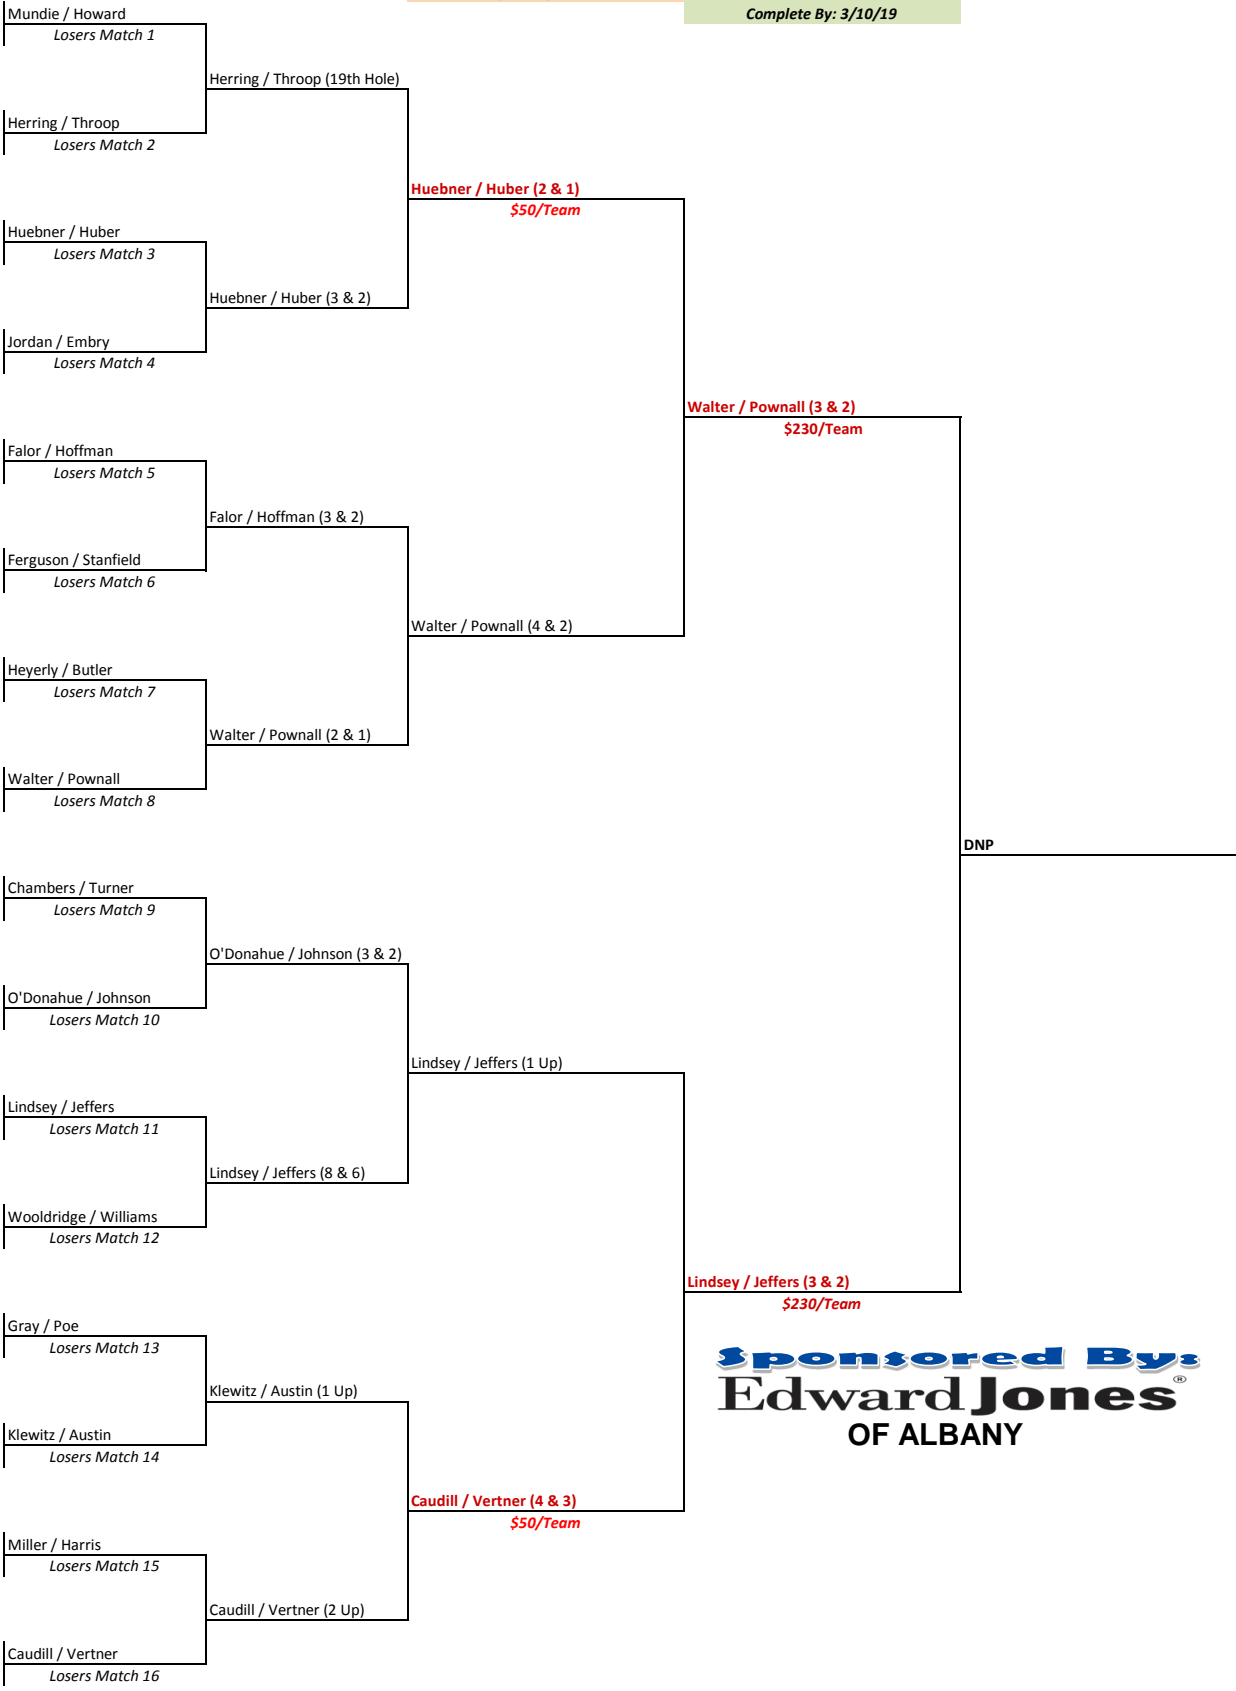 Mundie / Howard
Losers Match 1
Complete By: 3/10/19
Herring / Throop (19th Hole)
Herring / Throop
Losers Match 2
Huebner / Huber (2 & 1)
$50/Team
Huebner / Huber
Losers Match 3
Huebner / Huber (3 & 2)
Jordan / Embry
Losers Match 4
Walter / Pownall (3 & 2)
$230/Team
Falor / Hoffman
Losers Match 5
Falor / Hoffman (3 & 2)
Ferguson / Stanfield
Losers Match 6
Walter / Pownall (4 & 2)
Heyerly / Butler
Losers Match 7
Walter / Pownall (2 & 1)
Walter / Pownall
Losers Match 8
DNP
Chambers / Turner
Losers Match 9
O'Donahue / Johnson (3 & 2)
O'Donahue / Johnson
Losers Match 10
Lindsey / Jeffers (1 Up)
Lindsey / Jeffers
Losers Match 11
Lindsey / Jeffers (8 & 6)
Wooldridge / Williams
Losers Match 12
Lindsey / Jeffers (3 & 2)
$230/Team
Gray / Poe
Losers Match 13
Sponsored By:
Edward Jones®
OF ALBANY
Klewitz / Austin (1 Up)
Klewitz / Austin
Losers Match 14
Caudill / Vertner (4 & 3)
$50/Team
Miller / Harris
Losers Match 15
Caudill / Vertner (2 Up)
Caudill / Vertner
Losers Match 16